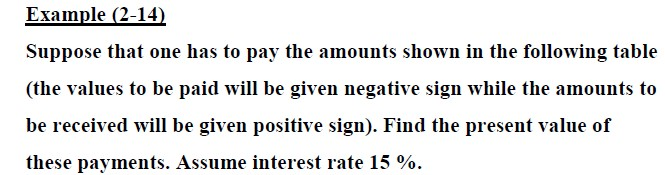 Example (2-14)
Suppose that one has to pay the amounts shown in the following table
(the values to be paid will be given negative sign while the amounts to
be received will be given positive sign). Find the present value of
these payments. Assume interest rate 15 %.